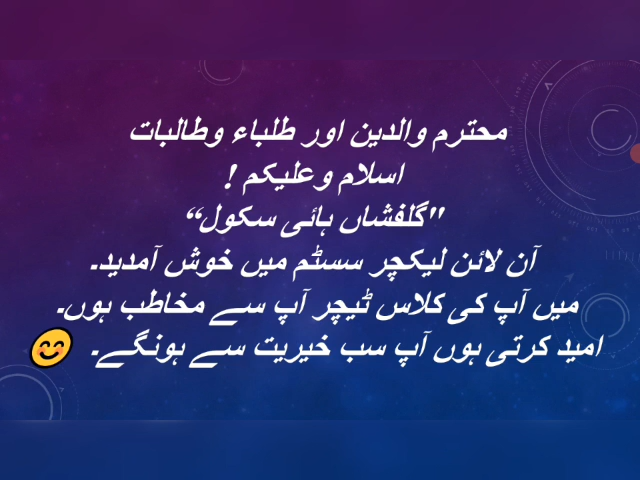 محترم والدین اور طلباء وطالبات
اسلام وعلیکم !
"گلفشاں ہائی سکول“
آن لائن لیکچر سسٹم میں خوش آمدید۔
میں آپ کی کلاس ٹیچر آپ سے مخاطب ہوں۔
امید کرتی ہوں آپ سب خیریت سے ہونگے۔ 😊